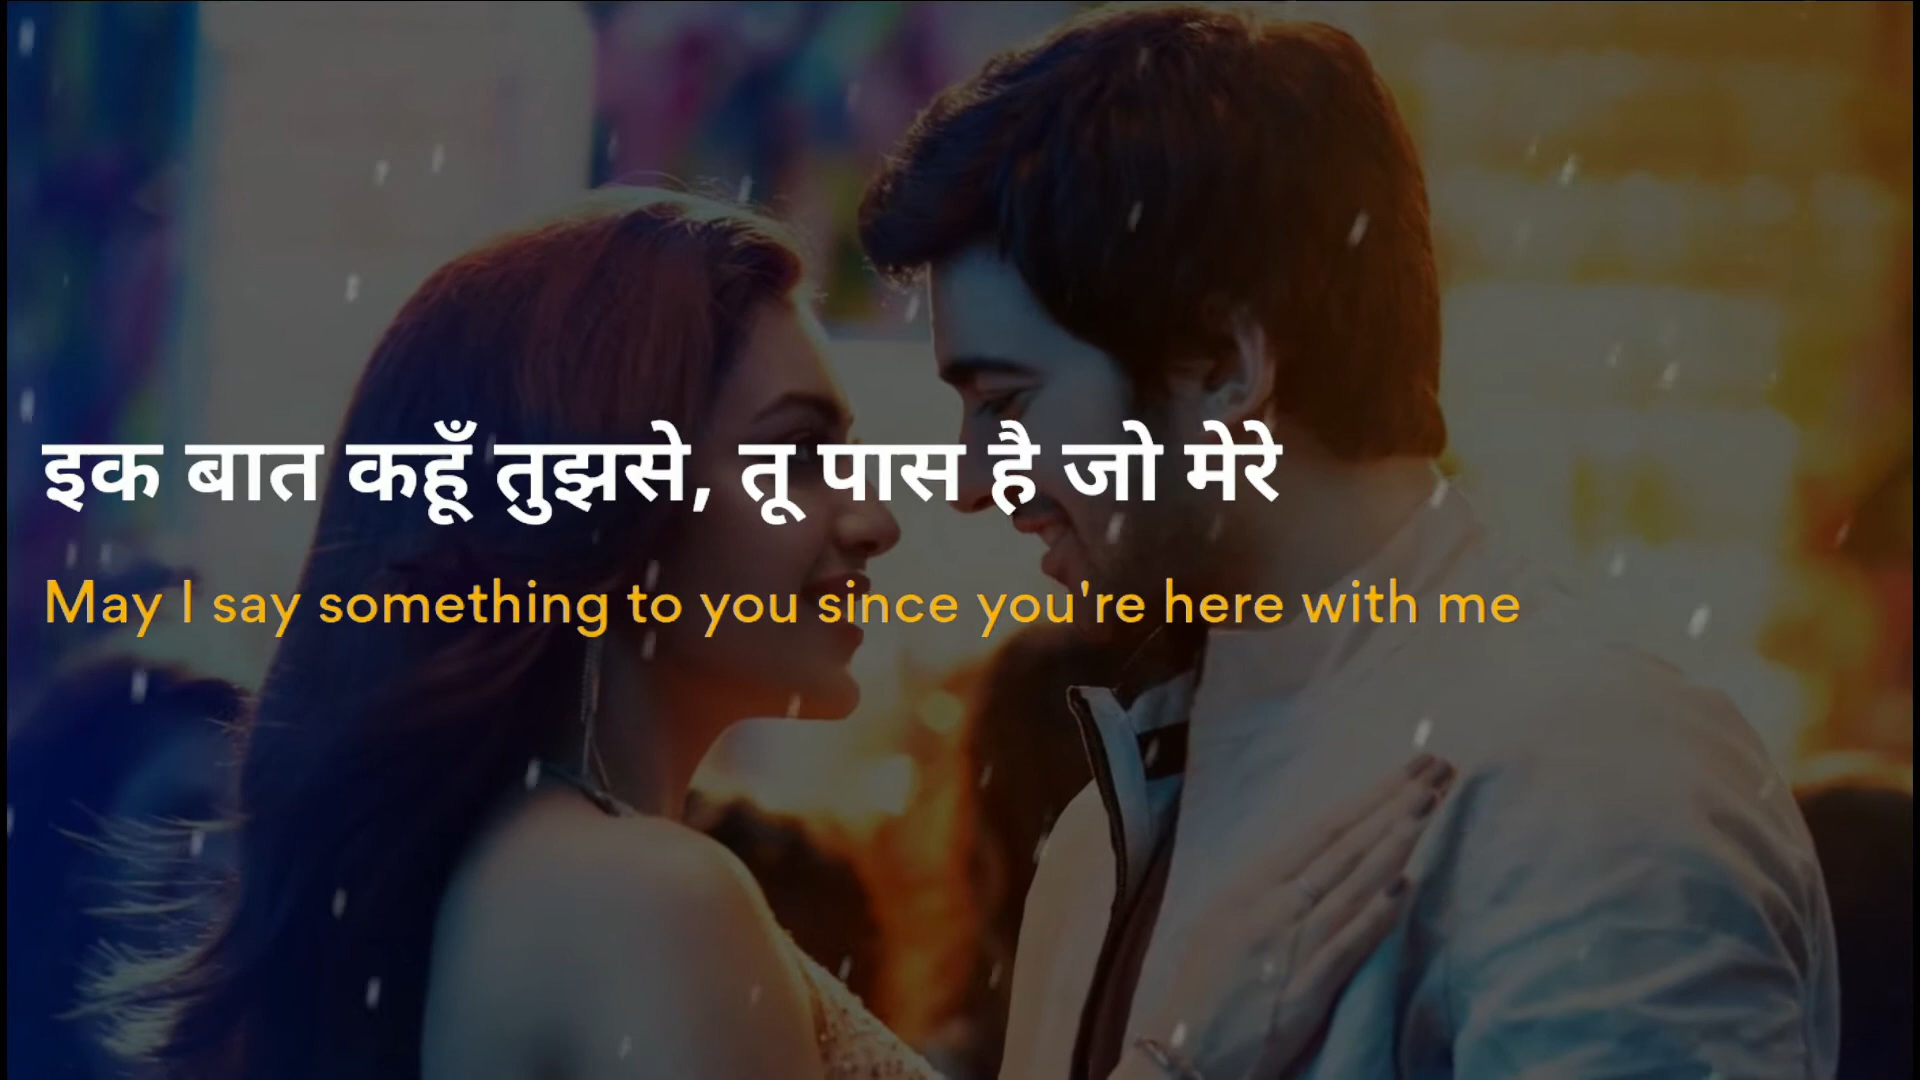 इक बात कहूँ तुझसे, तू पास है जो मेरे
May I say something to you since you're here with me